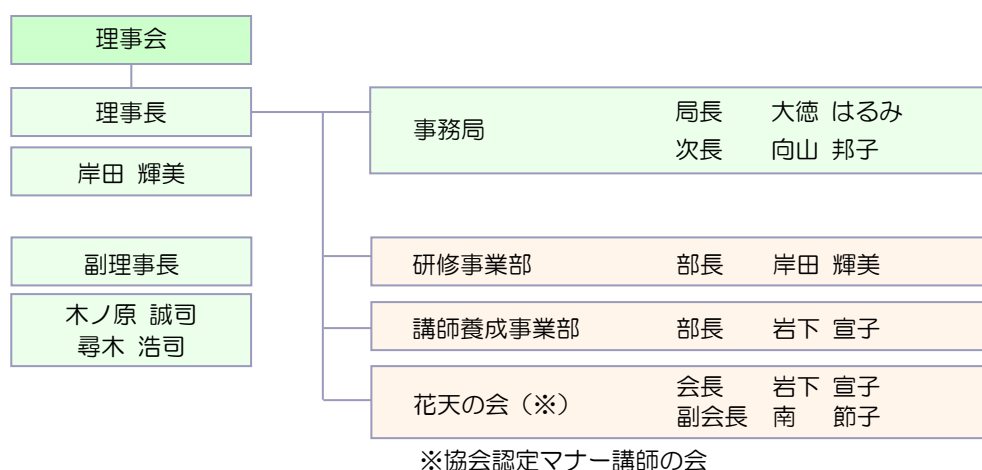 理事会
理事長
岸田 輝美
副理事長
木ノ原 誠司
尋木 浩司
事務局 局長 大徳 はるみ
次長 向山 邦子
研修事業部 部長 岸田 輝美
講師養成事業部 部長 岩下 宣子
花天の会（※） 会長 岩下 宣子
副会長 南 節子
※協会認定マナー講師の会